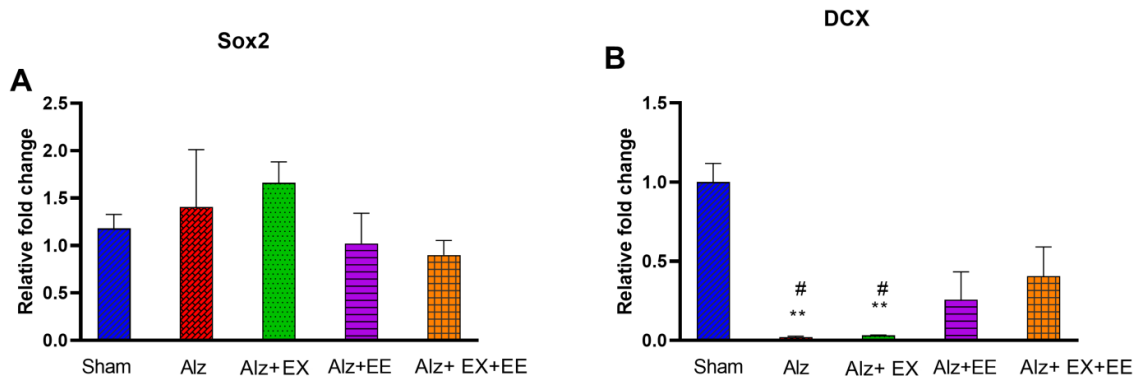 Sox2
A
Relative fold change
2.5
2.0
1.5
1.0
0.5
0.0
Sham Alz Alz+EX Alz+EE Alz+ EX+EE
DCX
B
Relative fold change
1.5
1.0
0.5
0.0
# #
** **
Sham Alz Alz+ EX Alz+EE Alz+ EX+EE